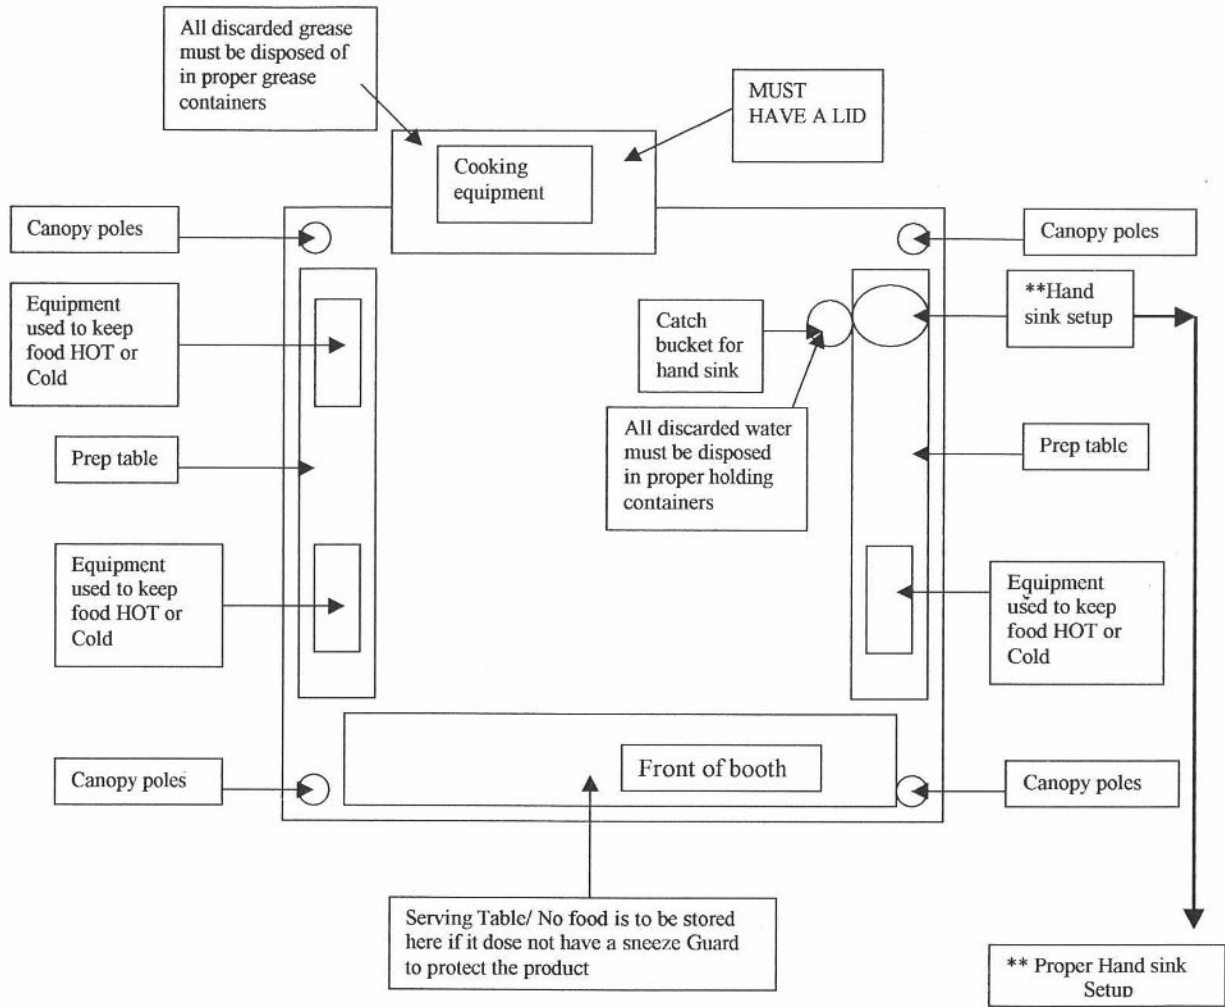 All discarded grease
must be disposed of
in proper grease
containers
MUST
HAVE A LID
Cooking
equipment
Canopy poles
Canopy poles
Equipment
used to keep
food HOT or
Cold
Catch
bucket for
hand sink
**Hand
sink setup
All discarded water
must be disposed
in proper holding
containers
Prep table
Prep table
Equipment
used to keep
food HOT or
Cold
Equipment
used to keep
food HOT or
Cold
Canopy poles
Front of booth
Canopy poles
Serving Table/ No food is to be stored
here if it dose not have a sneeze Guard
to protect the product
** Proper Hand sink
Setup